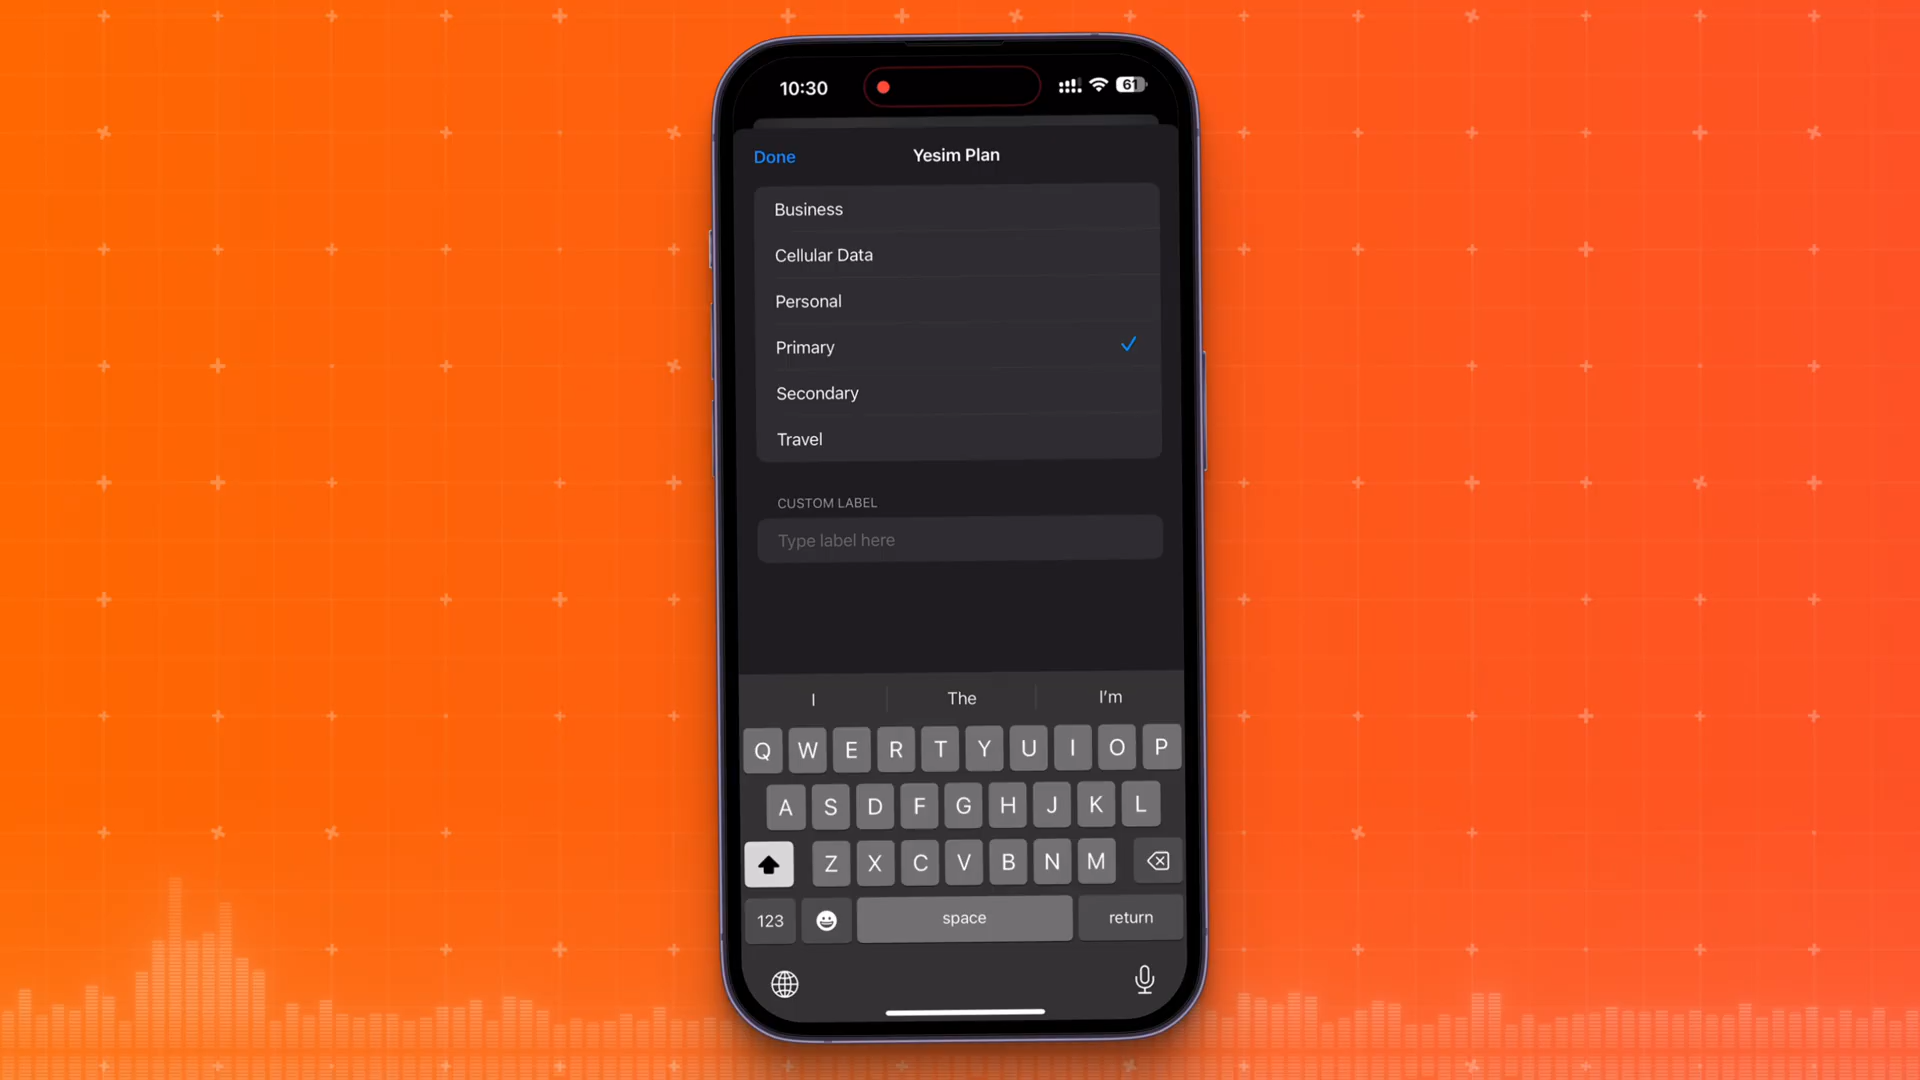 10:30
61
Done
Yesim Plan
Business
Cellular Data
Personal
Primary
Secondary
Travel
CUSTOM LABEL
Type label here
I The I'm
Q W E R T Y U I O P
A S D F G H J K L
Z X C V B N M
123 space return